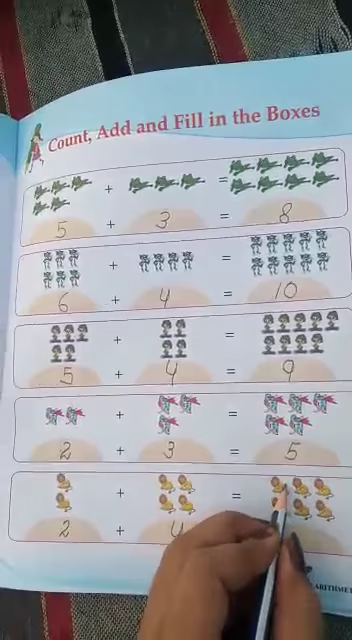 Count, Add and Fill in the Boxes
+ =
5 + 3 = 8
+ =
6 + 4 = 10
+ =
5 + 4 = 9
+ =
2 + 3 = 5
+ =
2 + 4